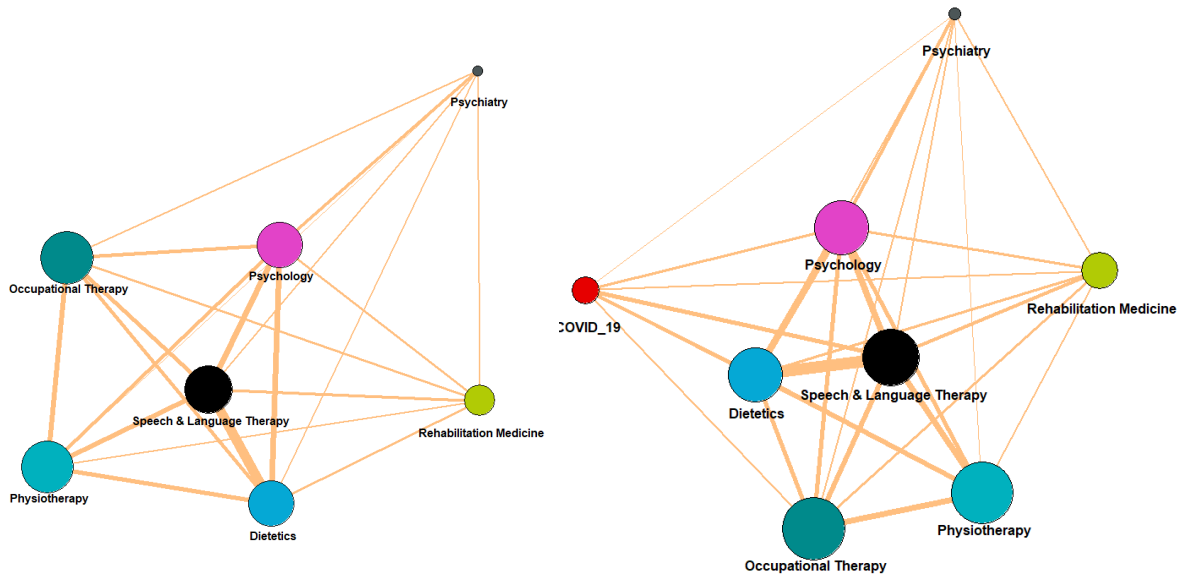 Psychiatry
Psychology
Occupational Therapy
Speech & Language Therapy
Rehabilitation Medicine
Physiotherapy
Dietetics
Psychiatry
Psychology
Rehabilitation Medicine
COVID_19
Speech & Language Therapy
Dietetics
Physiotherapy
Occupational Therapy